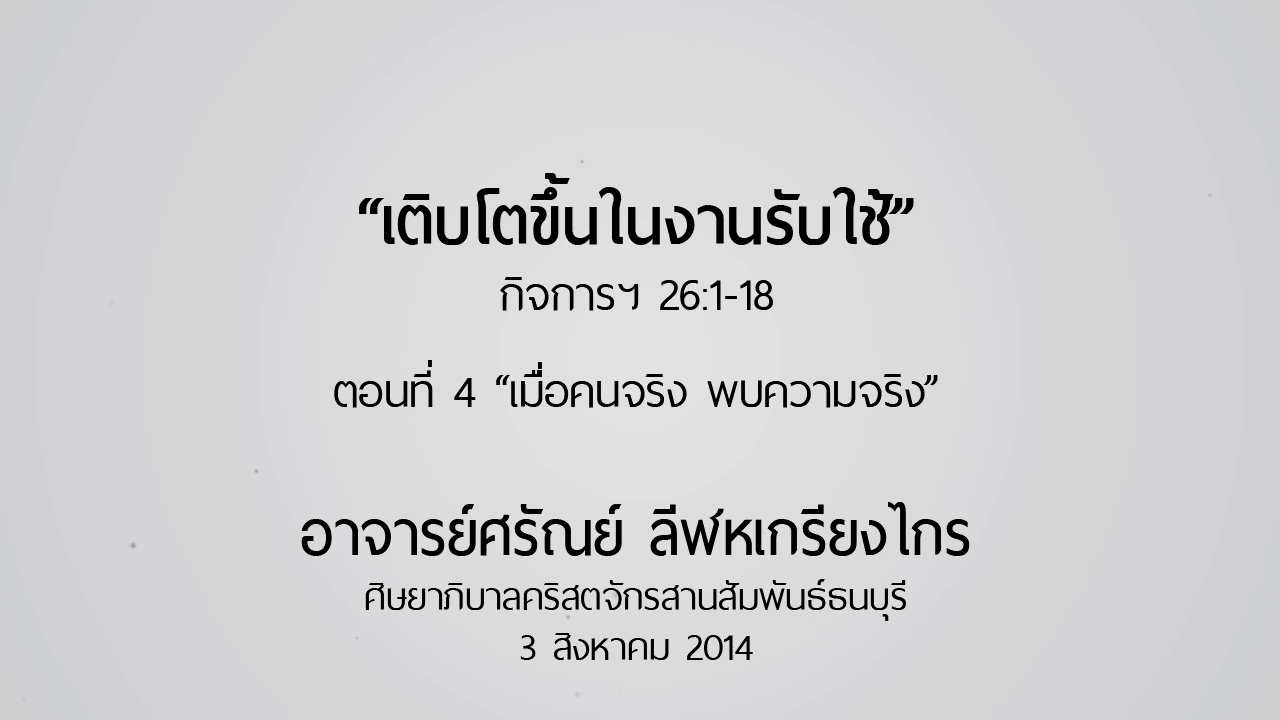 “เติบโตขึ้นในงานรับใช้”
กิจการฯ 26:1-18
ตอนที่ 4 “เมื่อคนจริง พบความจริง”
อาจารย์ศรัณย์ ลีฬหเกรียงไกร
ศิษยาภิบาลคริสตจักรสานสัมพันธ์ธนบุรี
3 สิงหาคม 2014